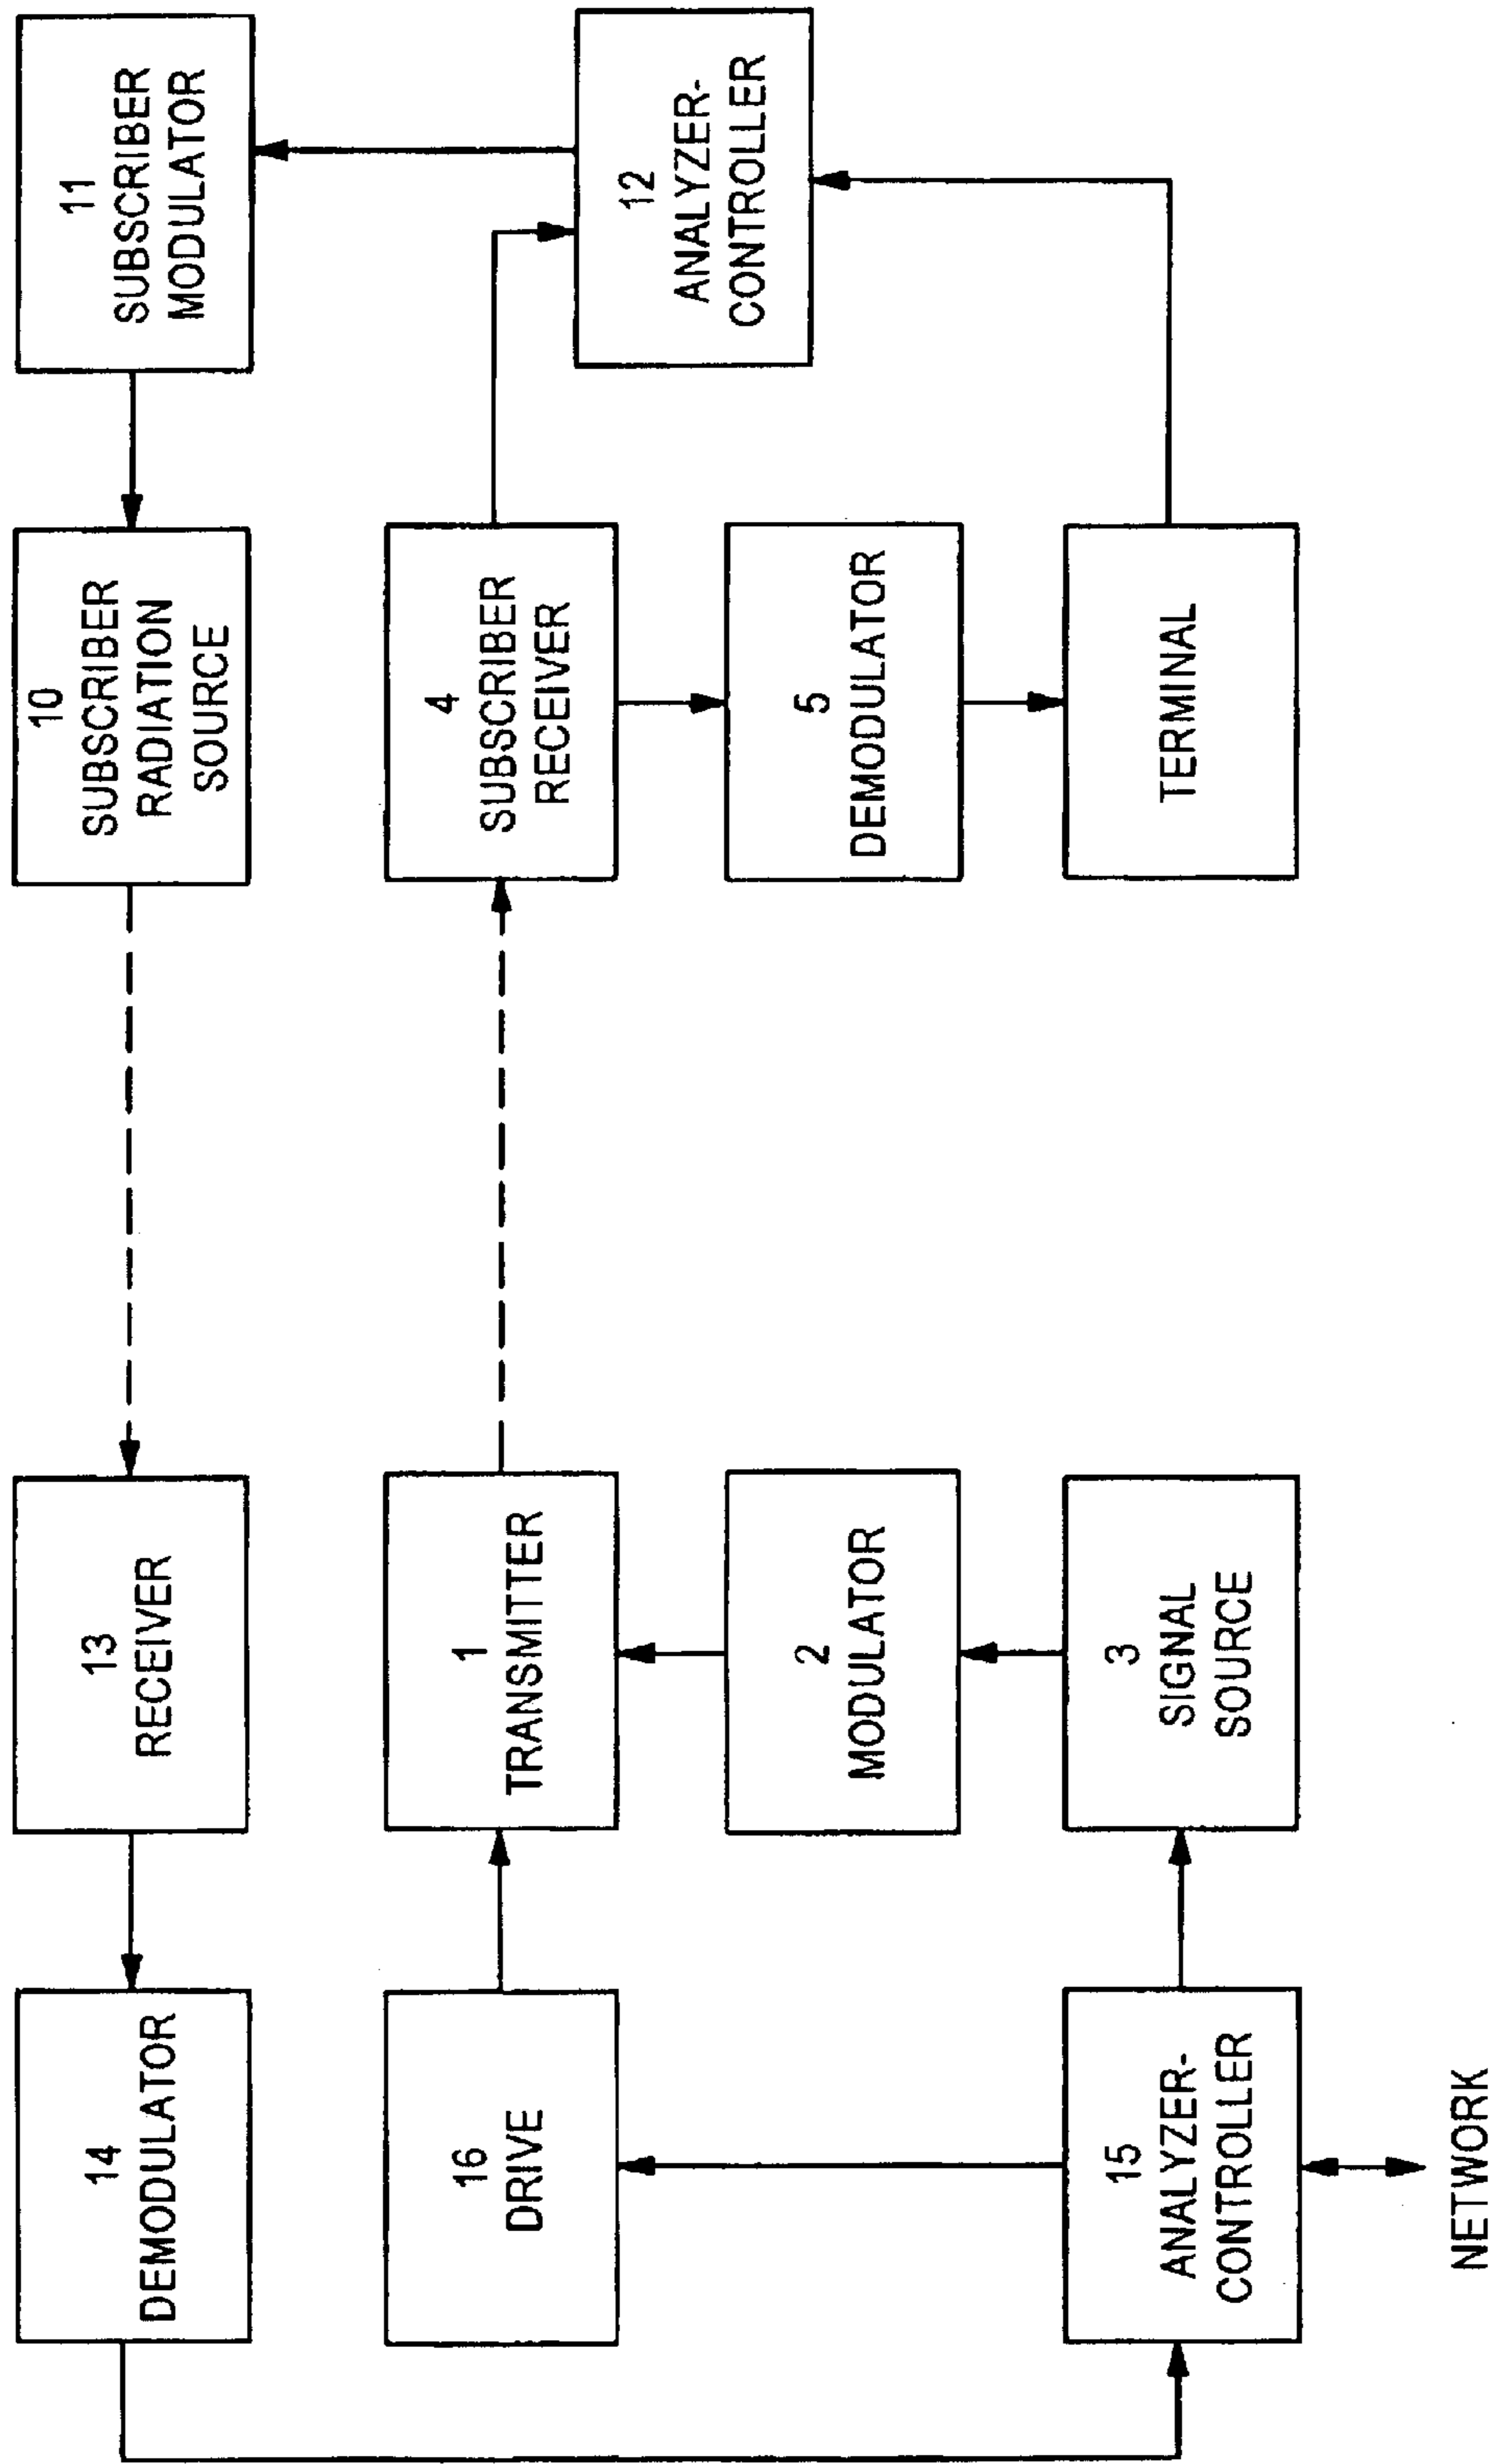 14
DEMODULATOR
13
RECEIVER
10
SUBSCRIBER
RADIATION
SOURCE
11
SUBSCRIBER
MODULATOR
16
DRIVE
1
TRANSMITTER
4
SUBSCRIBER
RECEIVER
12
ANALYZER-
CONTROLLER
2
MODULATOR
5
DEMODULATOR
15
ANALYZER-
CONTROLLER
3
SIGNAL
SOURCE
TERMINAL
NETWORK